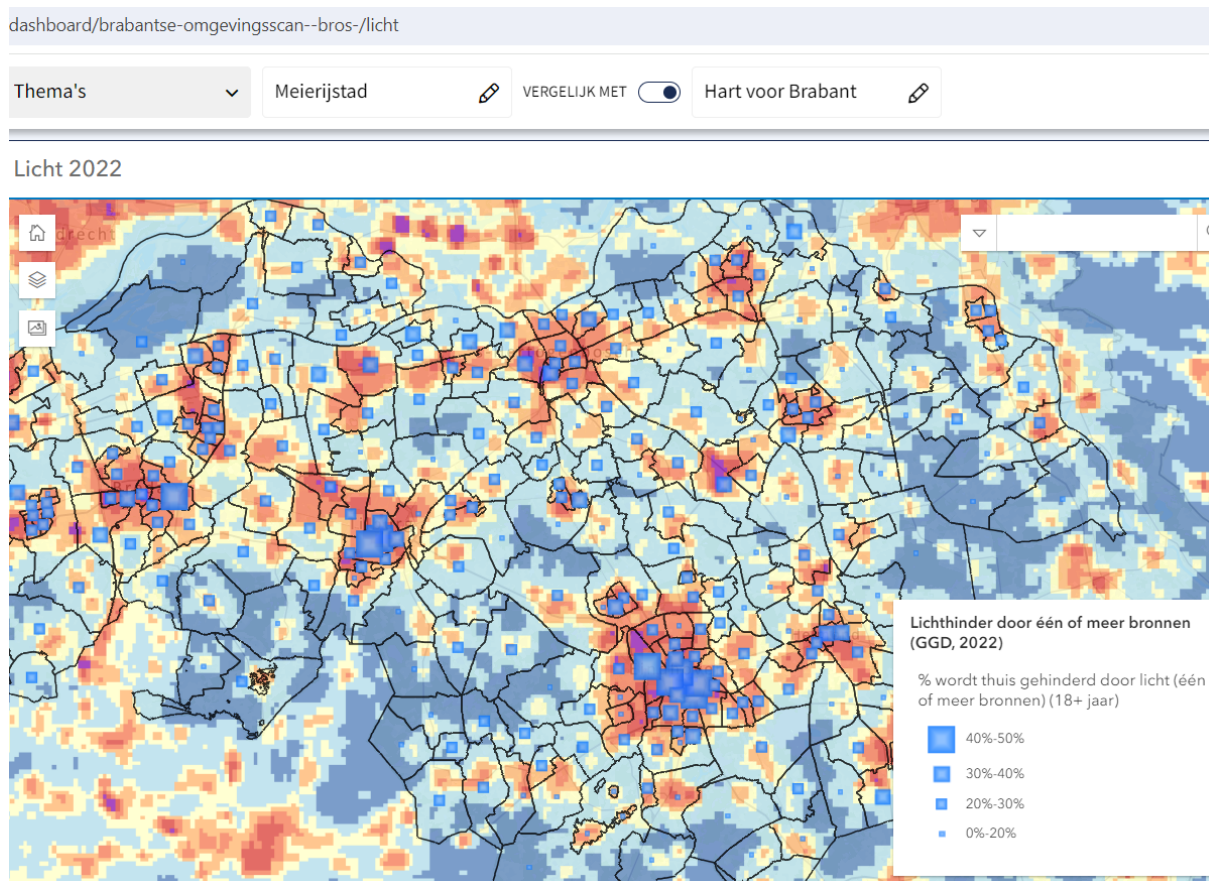 dashboard/brabantse-omgevingsscan--bros-/licht
Thema's
Meierijstad
VERGELIJK MET
Hart voor Brabant
Licht 2022
drech
Lichthinder door één of meer bronnen
(GGD, 2022)
% wordt thuis gehinderd door licht (één
of meer bronnen) (18+ jaar)
40%-50%
30%-40%
20%-30%
0%-20%